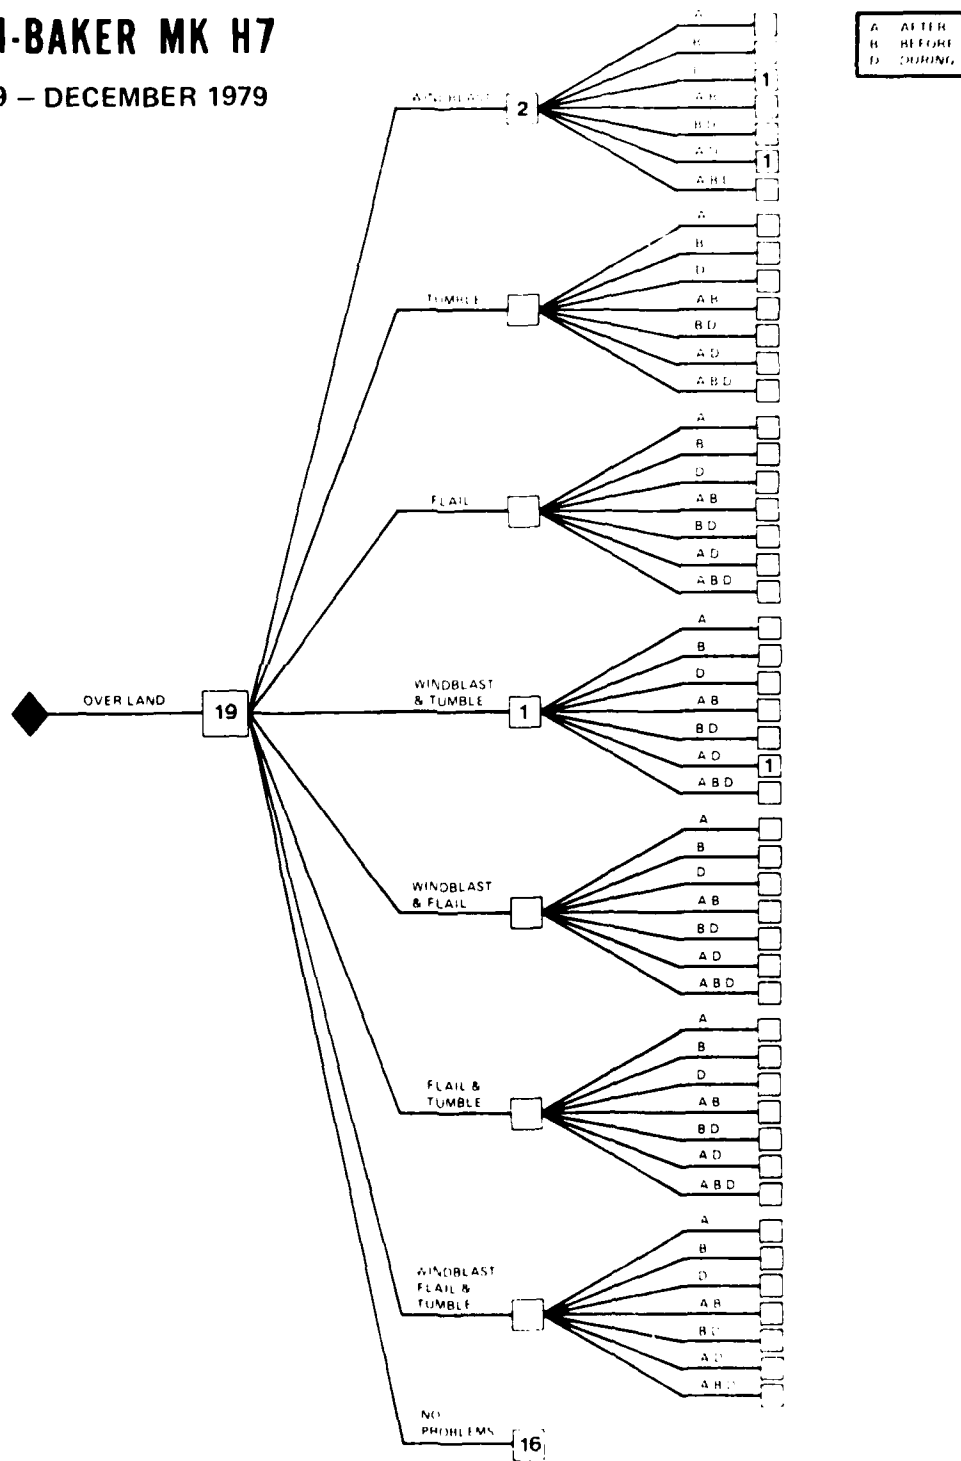 -BAKER MK H7
9 – DECEMBER 1979
A AFTER
B BEFORE
D DURING
WINDBLAST
2
A
B
1
A B
B D
A D
1
A B
TUMBLE
A
B
D
A B
B D
A D
A B D
FLAIL
A
B
D
A B
B D
A D
A B D
OVER LAND
19
WINDBLAST
& TUMBLE
1
A
B
D
A B
B D
A D
1
A B D
WINDBLAST
& FLAIL
A
B
D
A B
B D
A D
A B D
FLAIL &
TUMBLE
A
B
D
A B
B D
A D
A B D
WINDBLAST
FLAIL &
TUMBLE
A
B
D
A B
B D
A D
A B D
NO
PROBLEMS
16